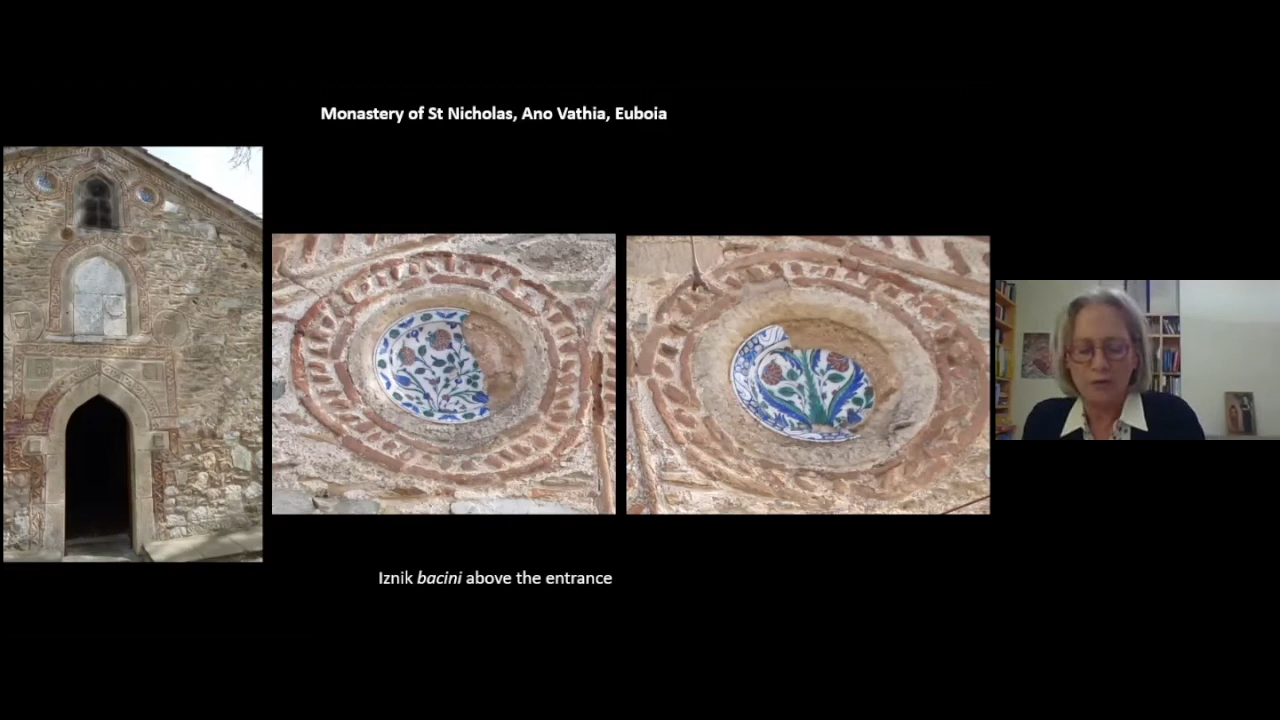 Monastery of St Nicholas, Ano Vathia, Euboia
Iznik bacini above the entrance